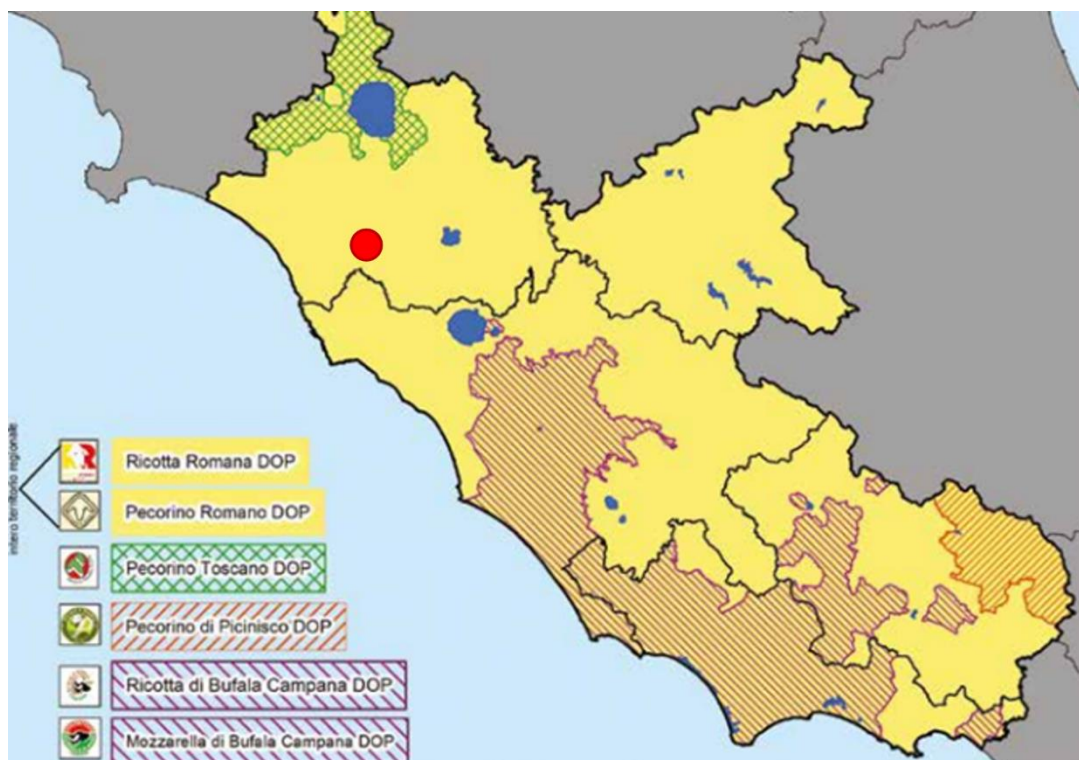 intero territorio regionale
Ricotta Romana DOP
Pecorino Romano DOP
Pecorino Toscano DOP
Pecorino di Picinisco DOP
Ricotta di Bufala Campana DOP
Mozzarella di Bufala Campana DOP